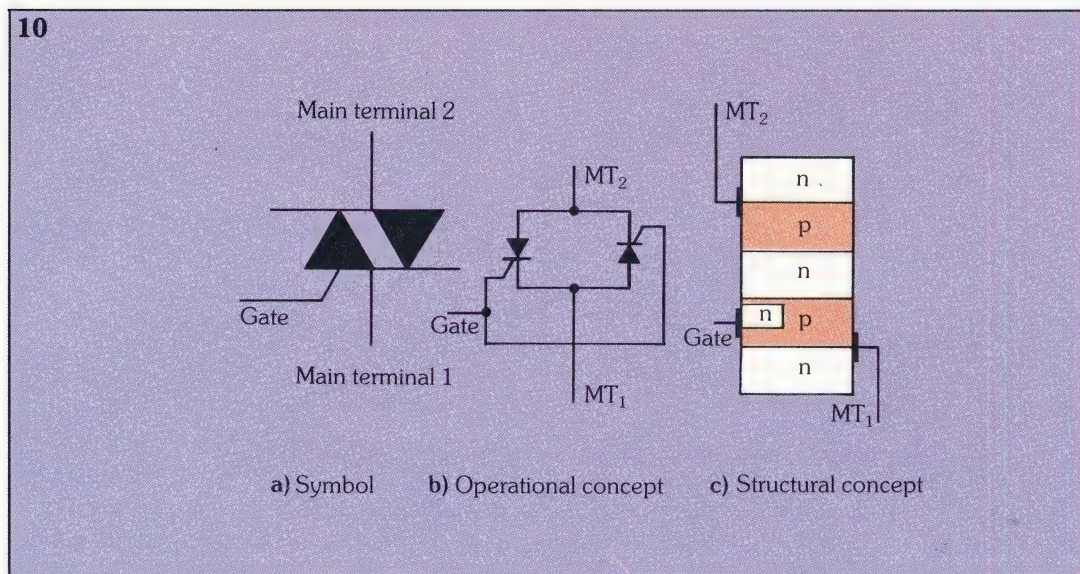 10
Main terminal 2
Gate
Main terminal 1
MT₂
Gate
MT₁
MT₂
n
p
n
n p
Gate
n
MT₁
a) Symbol b) Operational concept c) Structural concept